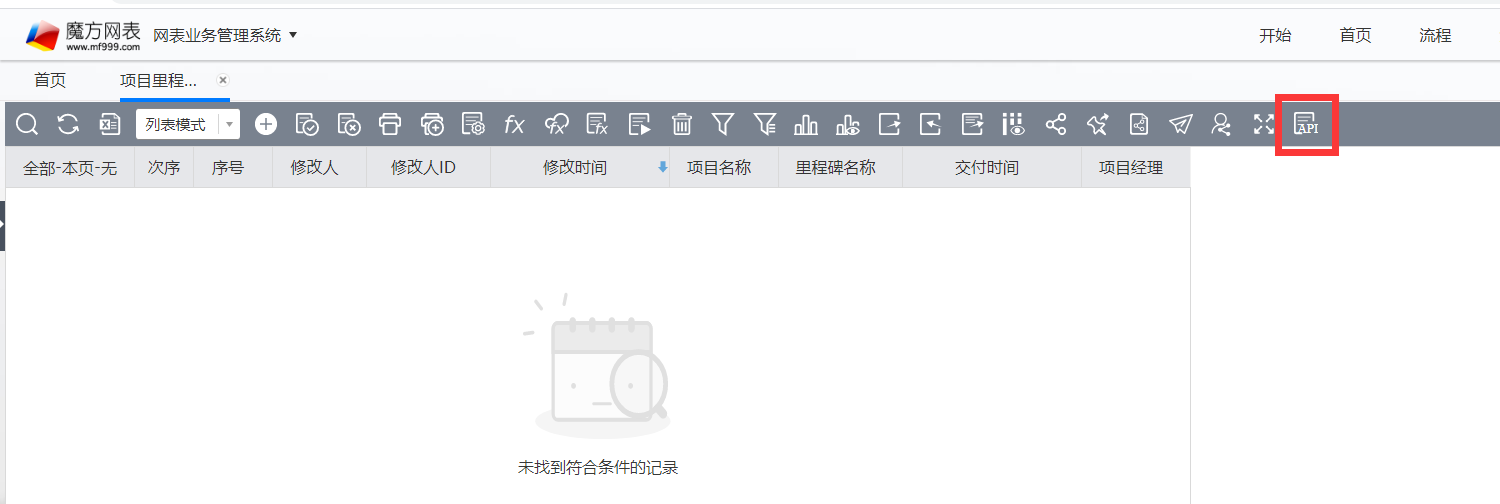 魔方网表
www.mf999.com
网表业务管理系统
开始 首页 流程
首页 项目里程...
列表模式 fx fx fx API
全部-本页-无 次序 序号 修改人 修改人ID 修改时间 项目名称 里程碑名称 交付时间 项目经理
未找到符合条件的记录